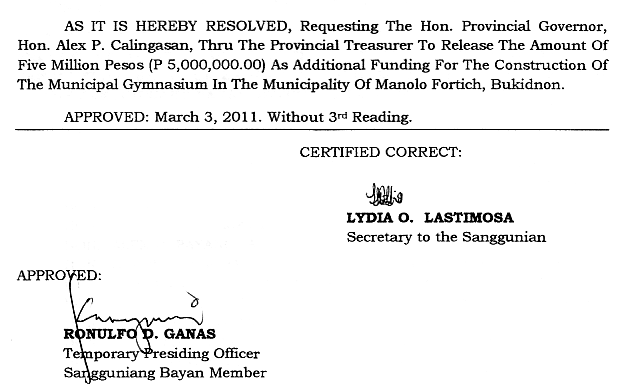 AS IT IS HEREBY RESOLVED, Requesting The Hon. Provincial Governor,
Hon. Alex P. Calingasan, Thru The Provincial Treasurer To Release The Amount Of
Five Million Pesos (P 5,000,000.00) As Additional Funding For The Construction Of
The Municipal Gymnasium In The Municipality Of Manolo Fortich, Bukidnon.
APPROVED: March 3, 2011. Without 3rd Reading.
CERTIFIED CORRECT:
LYDIA O. LASTIMOSA
Secretary to the Sanggunian
APPROVED:
RONULFO D. GANAS
Temporary Presiding Officer
Sangguniang Bayan Member